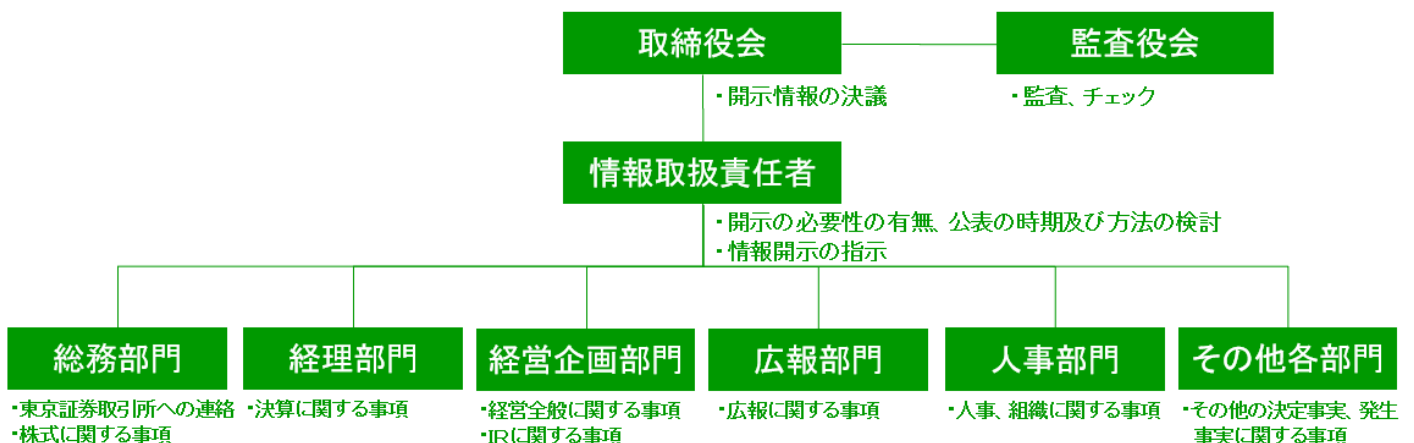 取締役会
監査役会
・開示情報の決議
・監査、チェック
情報取扱責任者
・開示の必要性の有無、公表の時期及び方法の検討
・情報開示の指示
総務部門
経理部門
経営企画部門
広報部門
人事部門
その他各部門
・東京証券取引所への連絡
・株式に関する事項
・決算に関する事項
・経営全般に関する事項
・IRに関する事項
・広報に関する事項
・人事、組織に関する事項
・その他の決定事実、発生
事実に関する事項